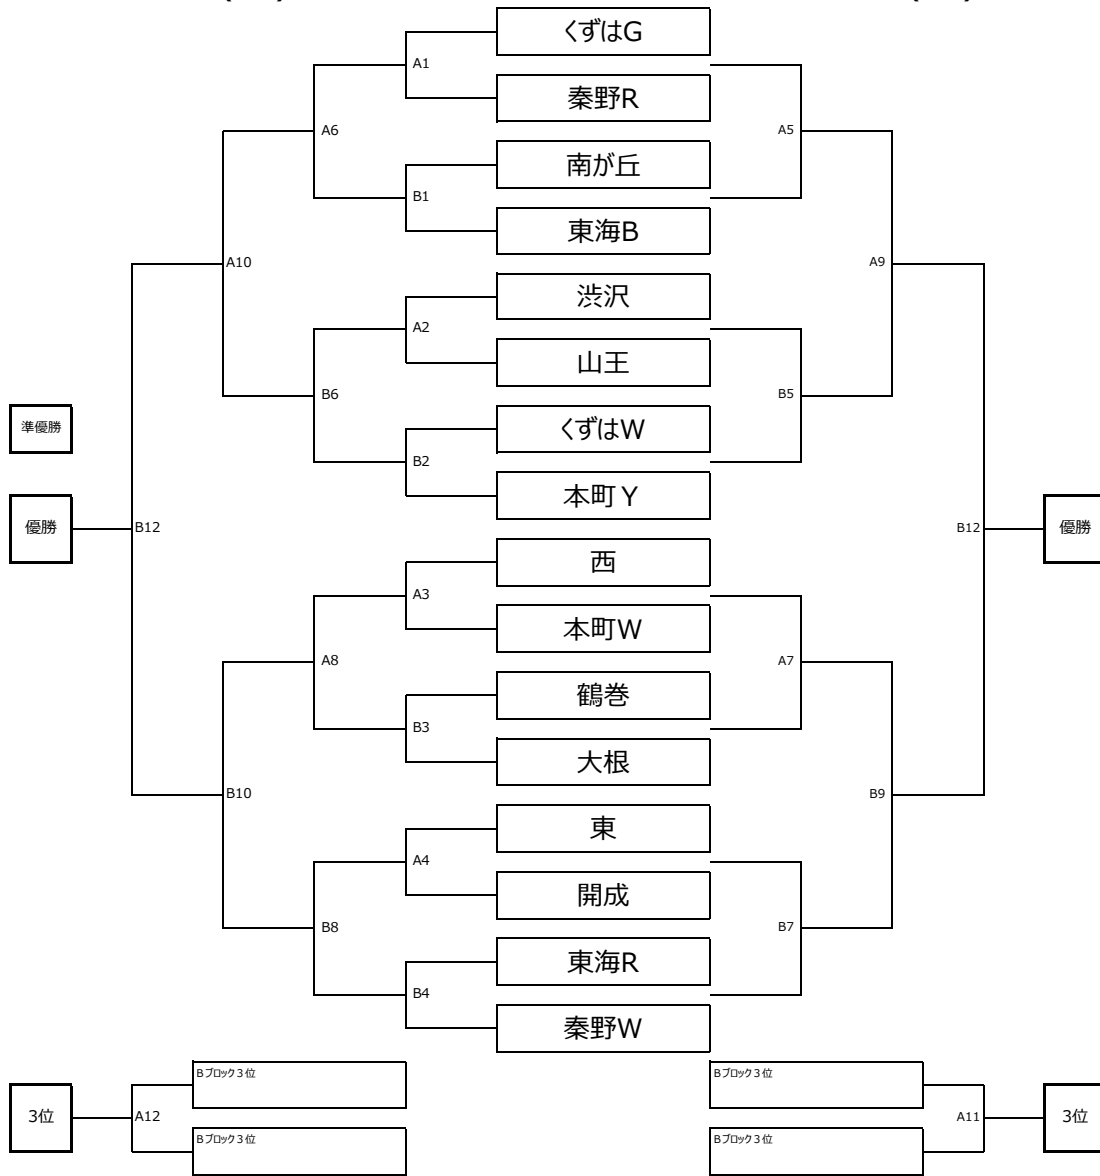 くずはG
A1
秦野R
A6
A5
南が丘
B1
東海B
A10
A9
渋沢
A2
山王
B6
B5
準優勝
くずはW
B2
本町Y
優勝
B12
B12
優勝
西
A3
本町W
A8
A7
鶴巻
B3
大根
B10
B9
東
A4
開成
B8
B7
東海R
B4
秦野W
Bブロック3位
Bブロック3位
3位
A12
A11
3位
Bブロック3位
Bブロック3位